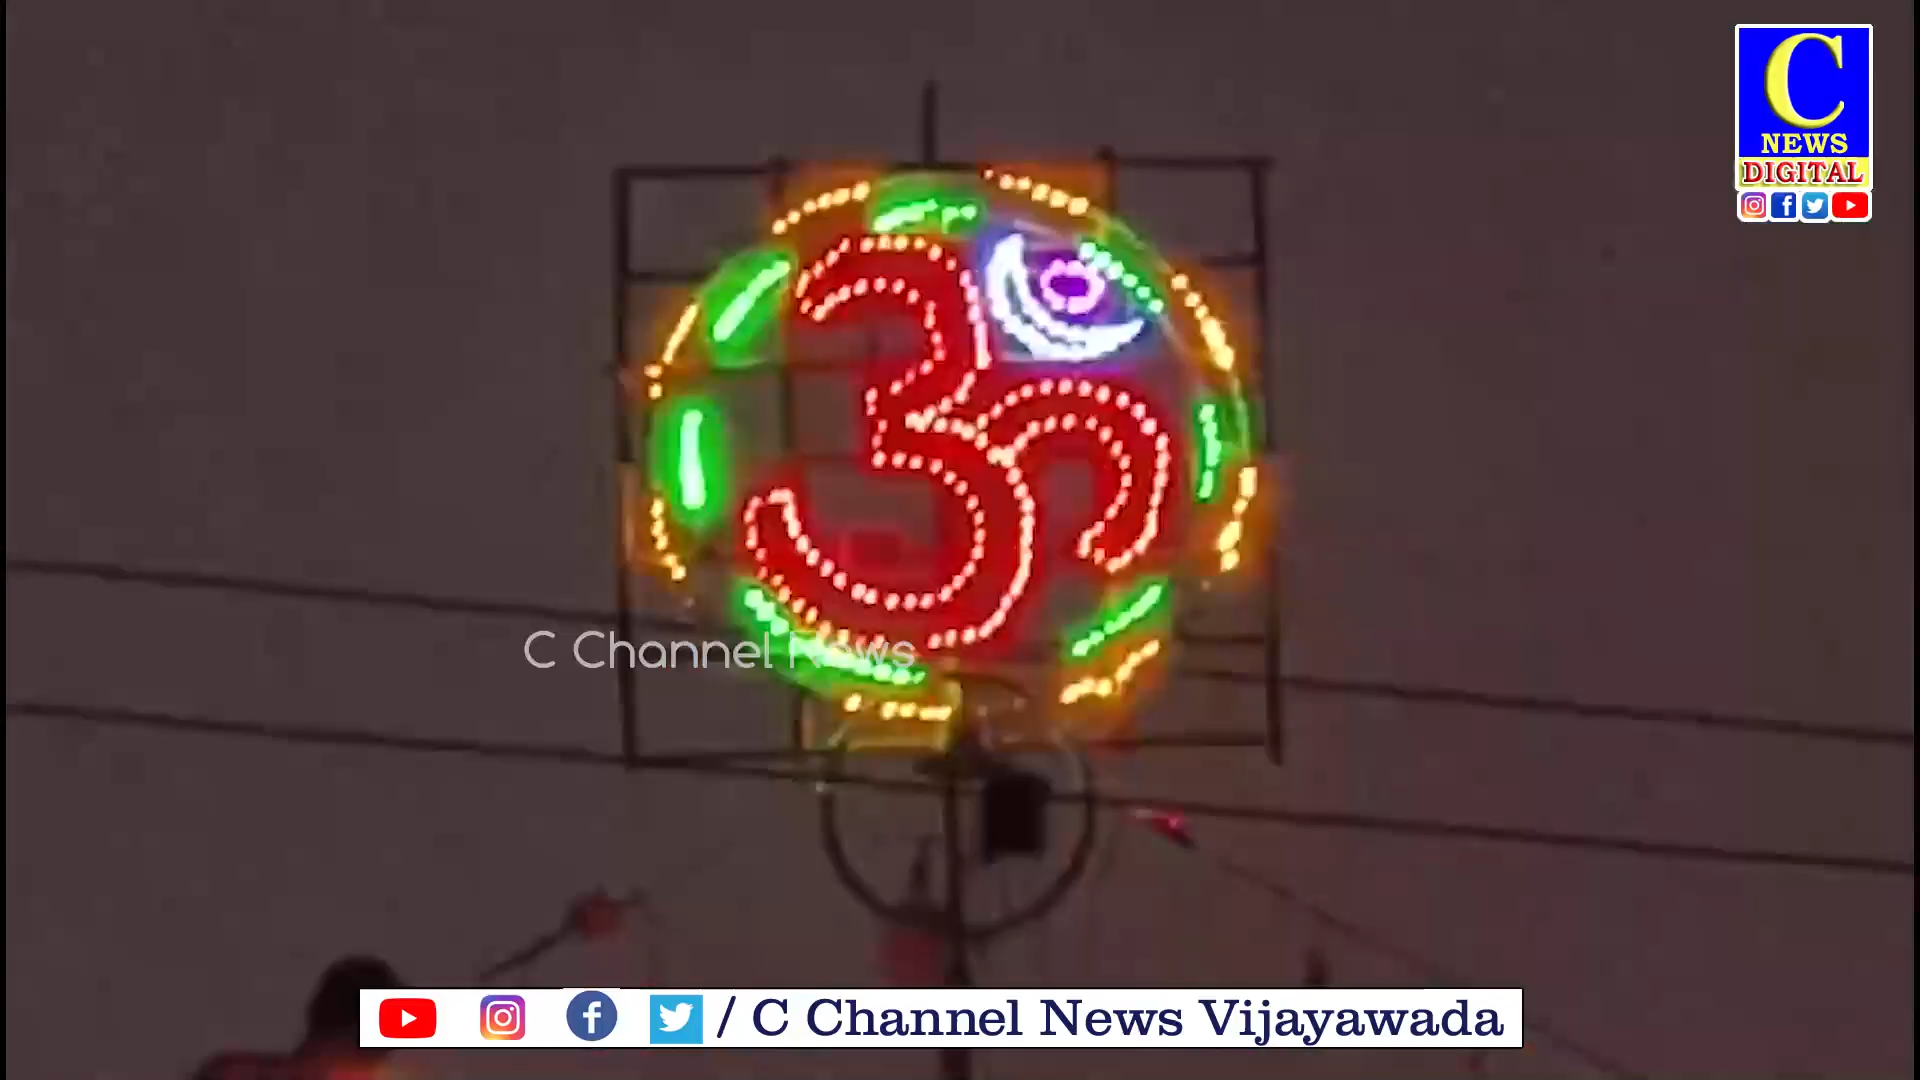 C
NEWS
DIGITAL
ॐ
C Channel News
/ C Channel News Vijayawada